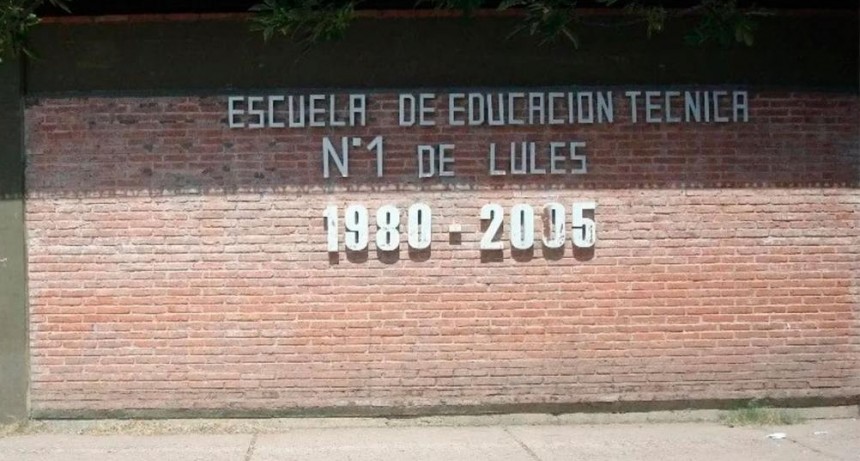 ESCUELA DE EDUCACION TECNICA
N°1 DE LULES
1980 - 2005